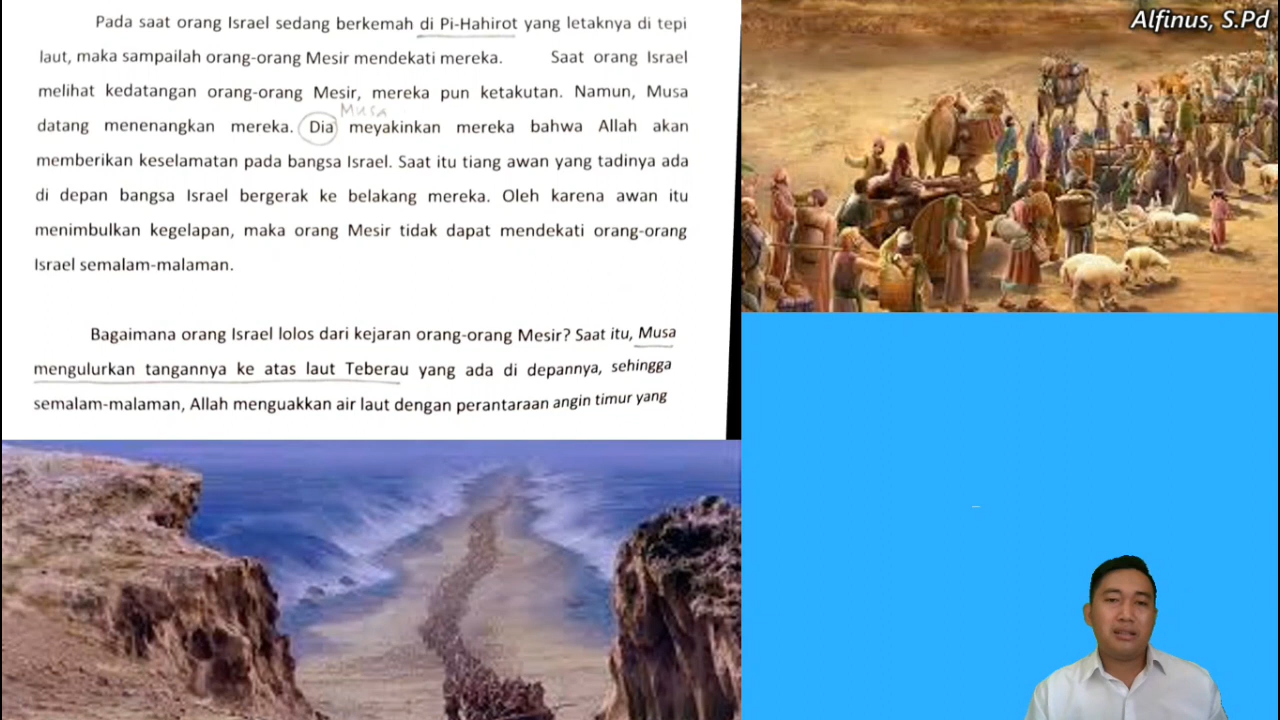 Pada saat orang Israel sedang berkemah di Pi-Hahirot yang letaknya di tepi
laut, maka sampailah orang-orang Mesir mendekati mereka. Saat orang Israel
melihat kedatangan orang-orang Mesir, mereka pun ketakutan. Namun, Musa
Musa
datang menenangkan mereka. Dia meyakinkan mereka bahwa Allah akan
memberikan keselamatan pada bangsa Israel. Saat itu tiang awan yang tadinya ada
di depan bangsa Israel bergerak ke belakang mereka. Oleh karena awan itu
menimbulkan kegelapan, maka orang Mesir tidak dapat mendekati orang-orang
Israel semalam-malaman.
Bagaimana orang Israel lolos dari kejaran orang-orang Mesir? Saat itu, Musa
mengulurkan tangannya ke atas laut Teberau yang ada di depannya, sehingga
semalam-malaman, Allah menguakkan air laut dengan perantaraan angin timur yang
Alfinus, S.Pd